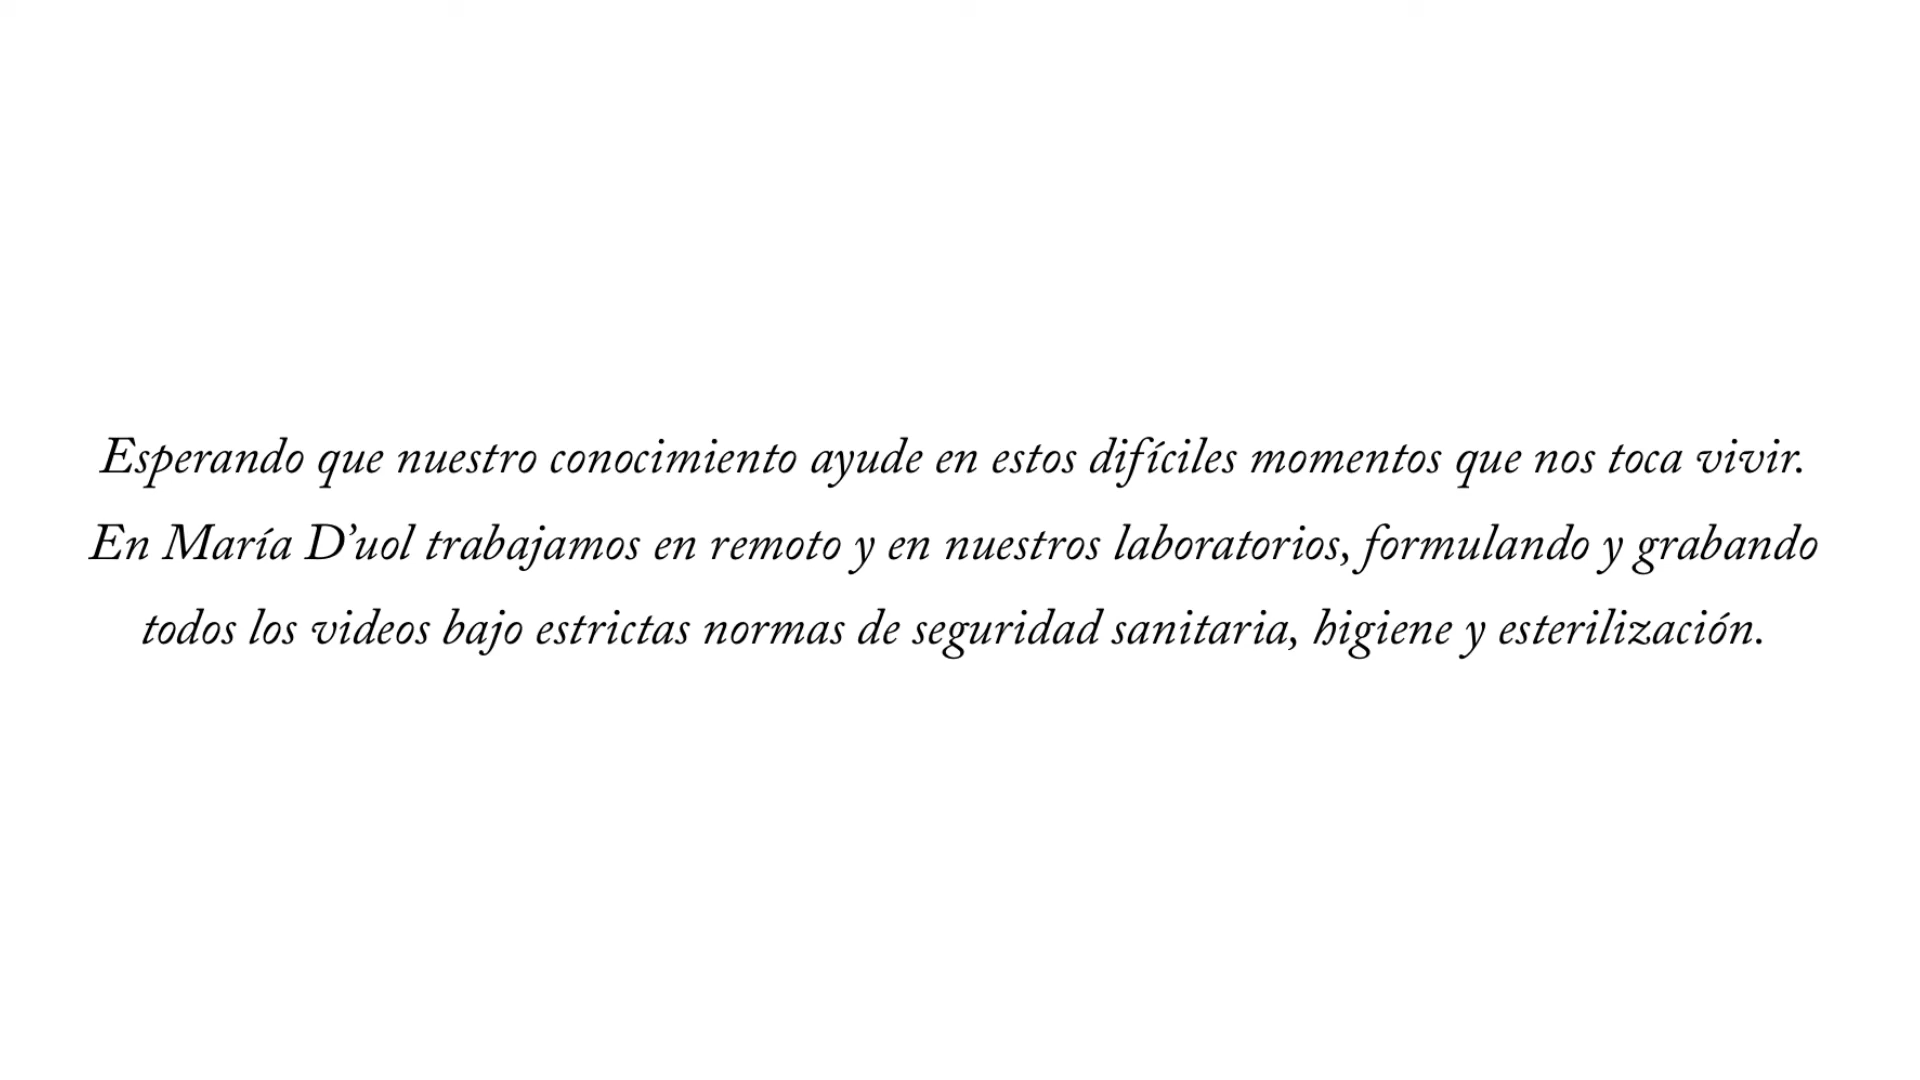 Esperando que nuestro conocimiento ayude en estos difíciles momentos que nos toca vivir.
En María D’uol trabajamos en remoto y en nuestros laboratorios, formulando y grabando
todos los videos bajo estrictas normas de seguridad sanitaria, higiene y esterilización.